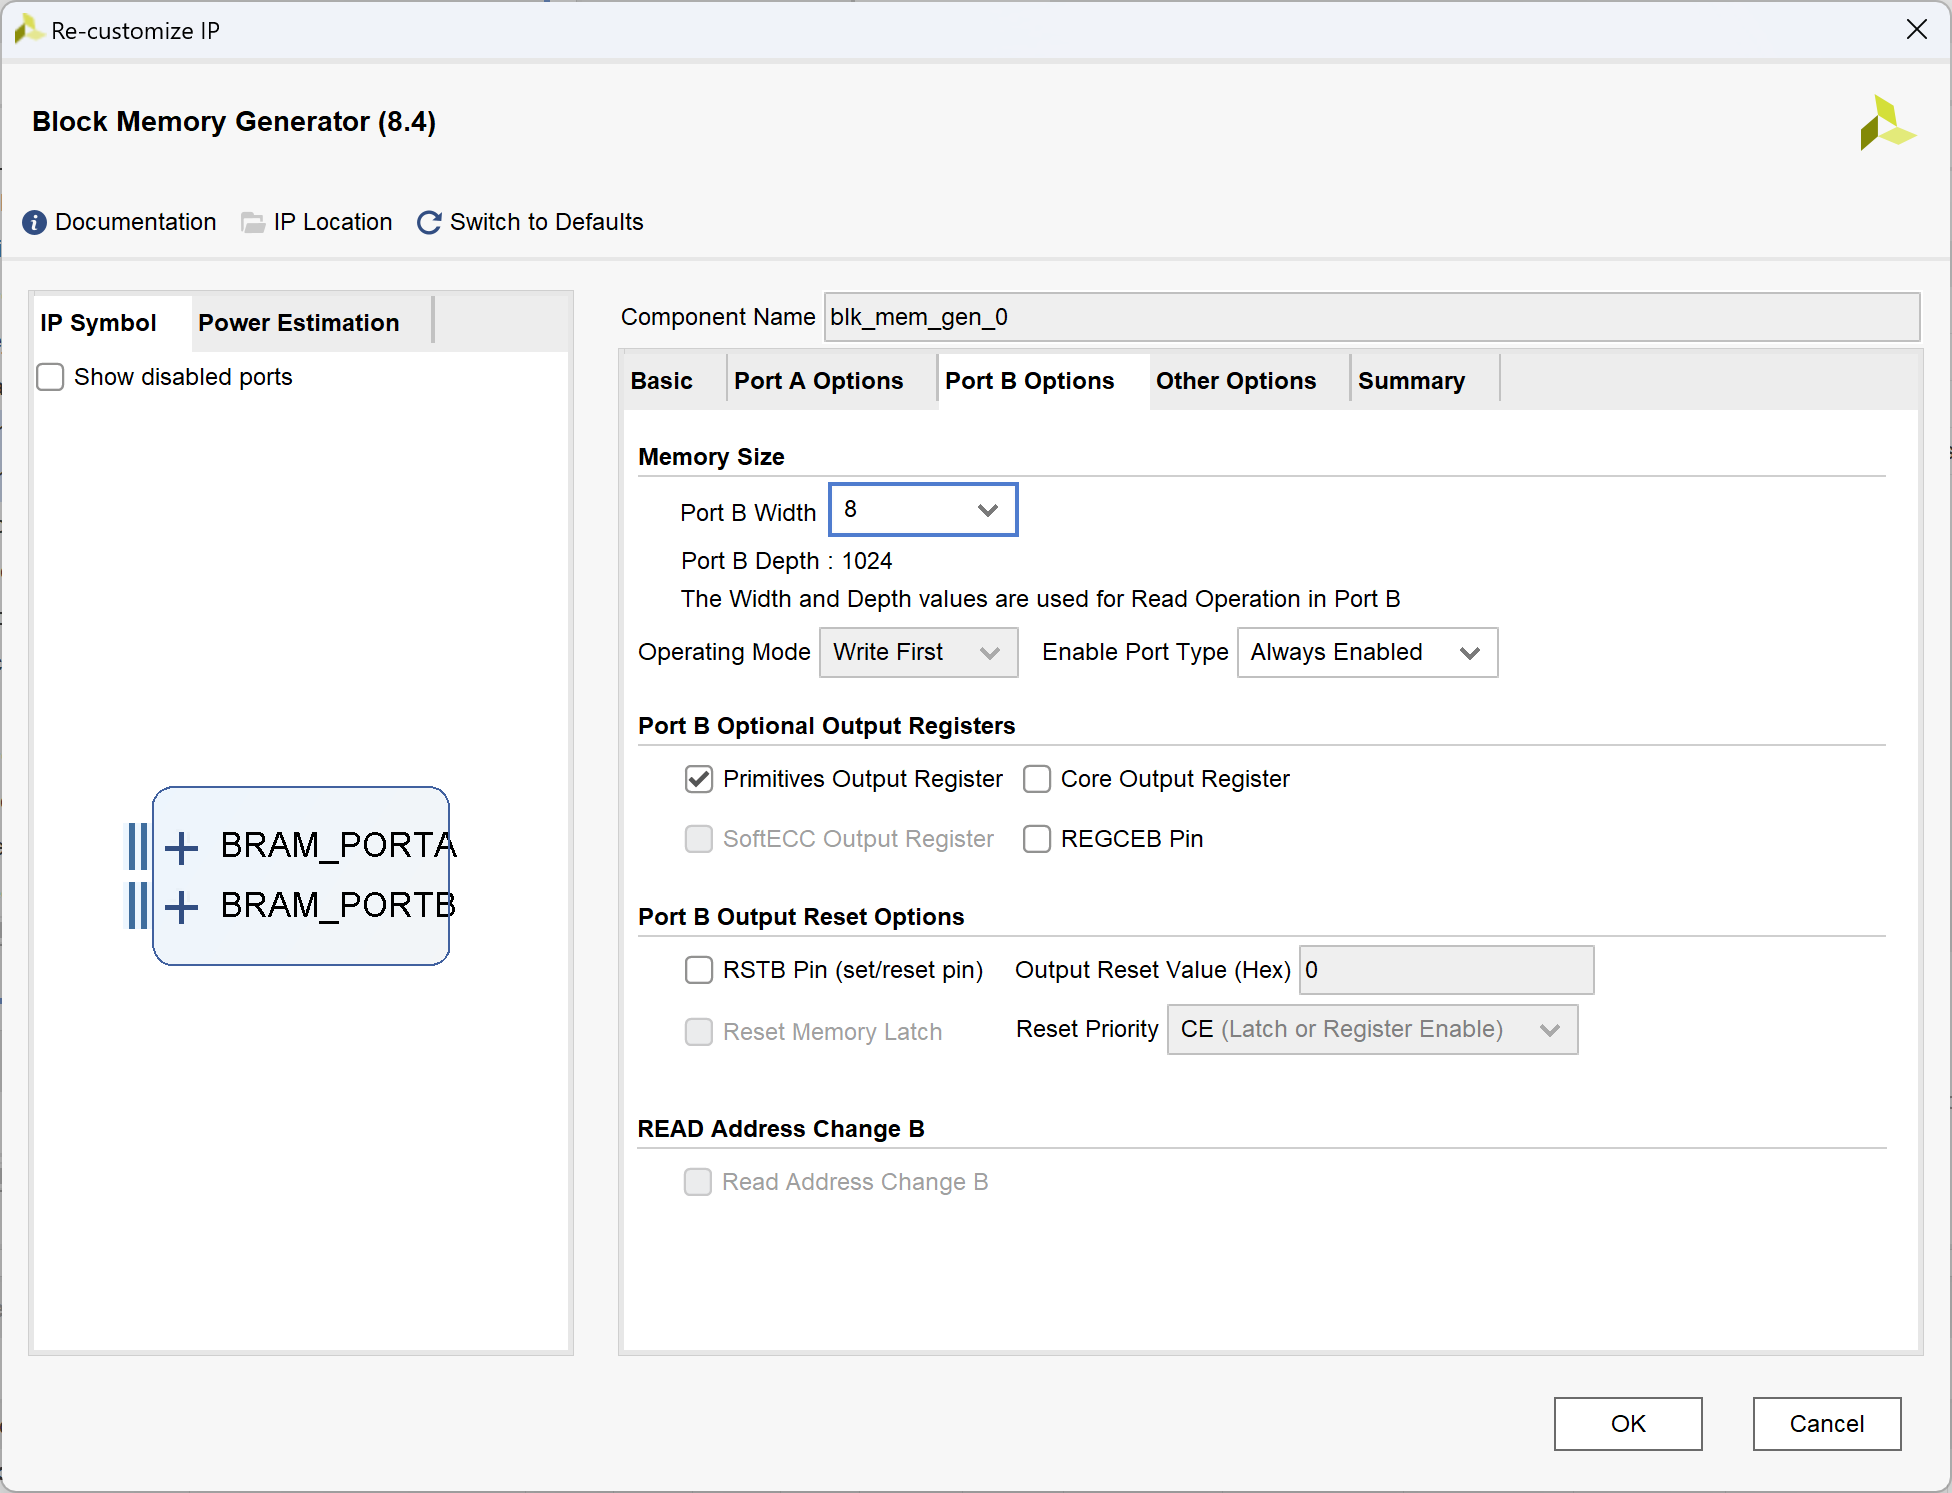 Re-customize IP
Block Memory Generator (8.4)
Documentation IP Location Switch to Defaults
IP Symbol Power Estimation
Show disabled ports
BRAM_PORTA
BRAM_PORTB
Component Name blk_mem_gen_0
Basic Port A Options Port B Options Other Options Summary
Memory Size
Port B Width 8
Port B Depth : 1024
The Width and Depth values are used for Read Operation in Port B
Operating Mode Write First Enable Port Type Always Enabled
Port B Optional Output Registers
Primitives Output Register Core Output Register
SoftECC Output Register REGCEB Pin
Port B Output Reset Options
RSTB Pin (set/reset pin) Output Reset Value (Hex) 0
Reset Memory Latch Reset Priority CE (Latch or Register Enable)
READ Address Change B
Read Address Change B
OK Cancel